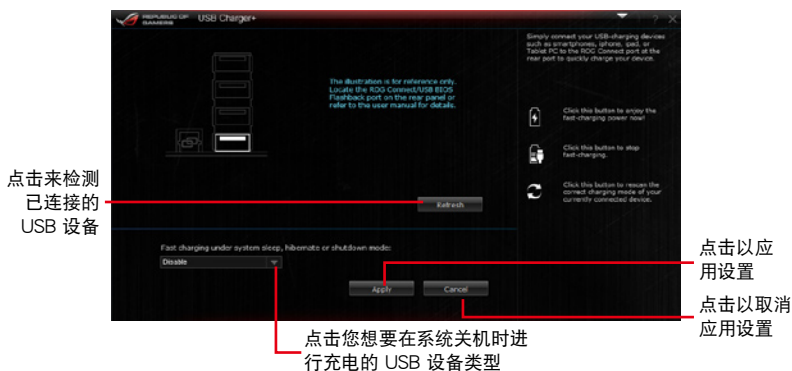 REPUBLIC OF
GAMERS
USB Charger+
?
Simply connect your USB-charging devices
such as smartphones, iphone, ipad, or
Tablet PC to the ROG Connect port at the
rear port to quickly charge your device.
The illustration is for reference only.
Locate the ROG Connect/USB BIOS
Flashback port on the rear panel or
refer to the user manual for details.
Click this button to enjoy the
fast-charging power now!
Click this button to stop
fast-charging.
Click this button to rescan the
correct charging mode of your
currently connected device.
点击来检测
已连接的
USB 设备
Refresh
Fast charging under system sleep, hibernate or shutdown mode:
Disable
Apply
Cancel
点击以应
用设置
点击以取消
应用设置
点击您想要在系统关机时进
行充电的 USB 设备类型